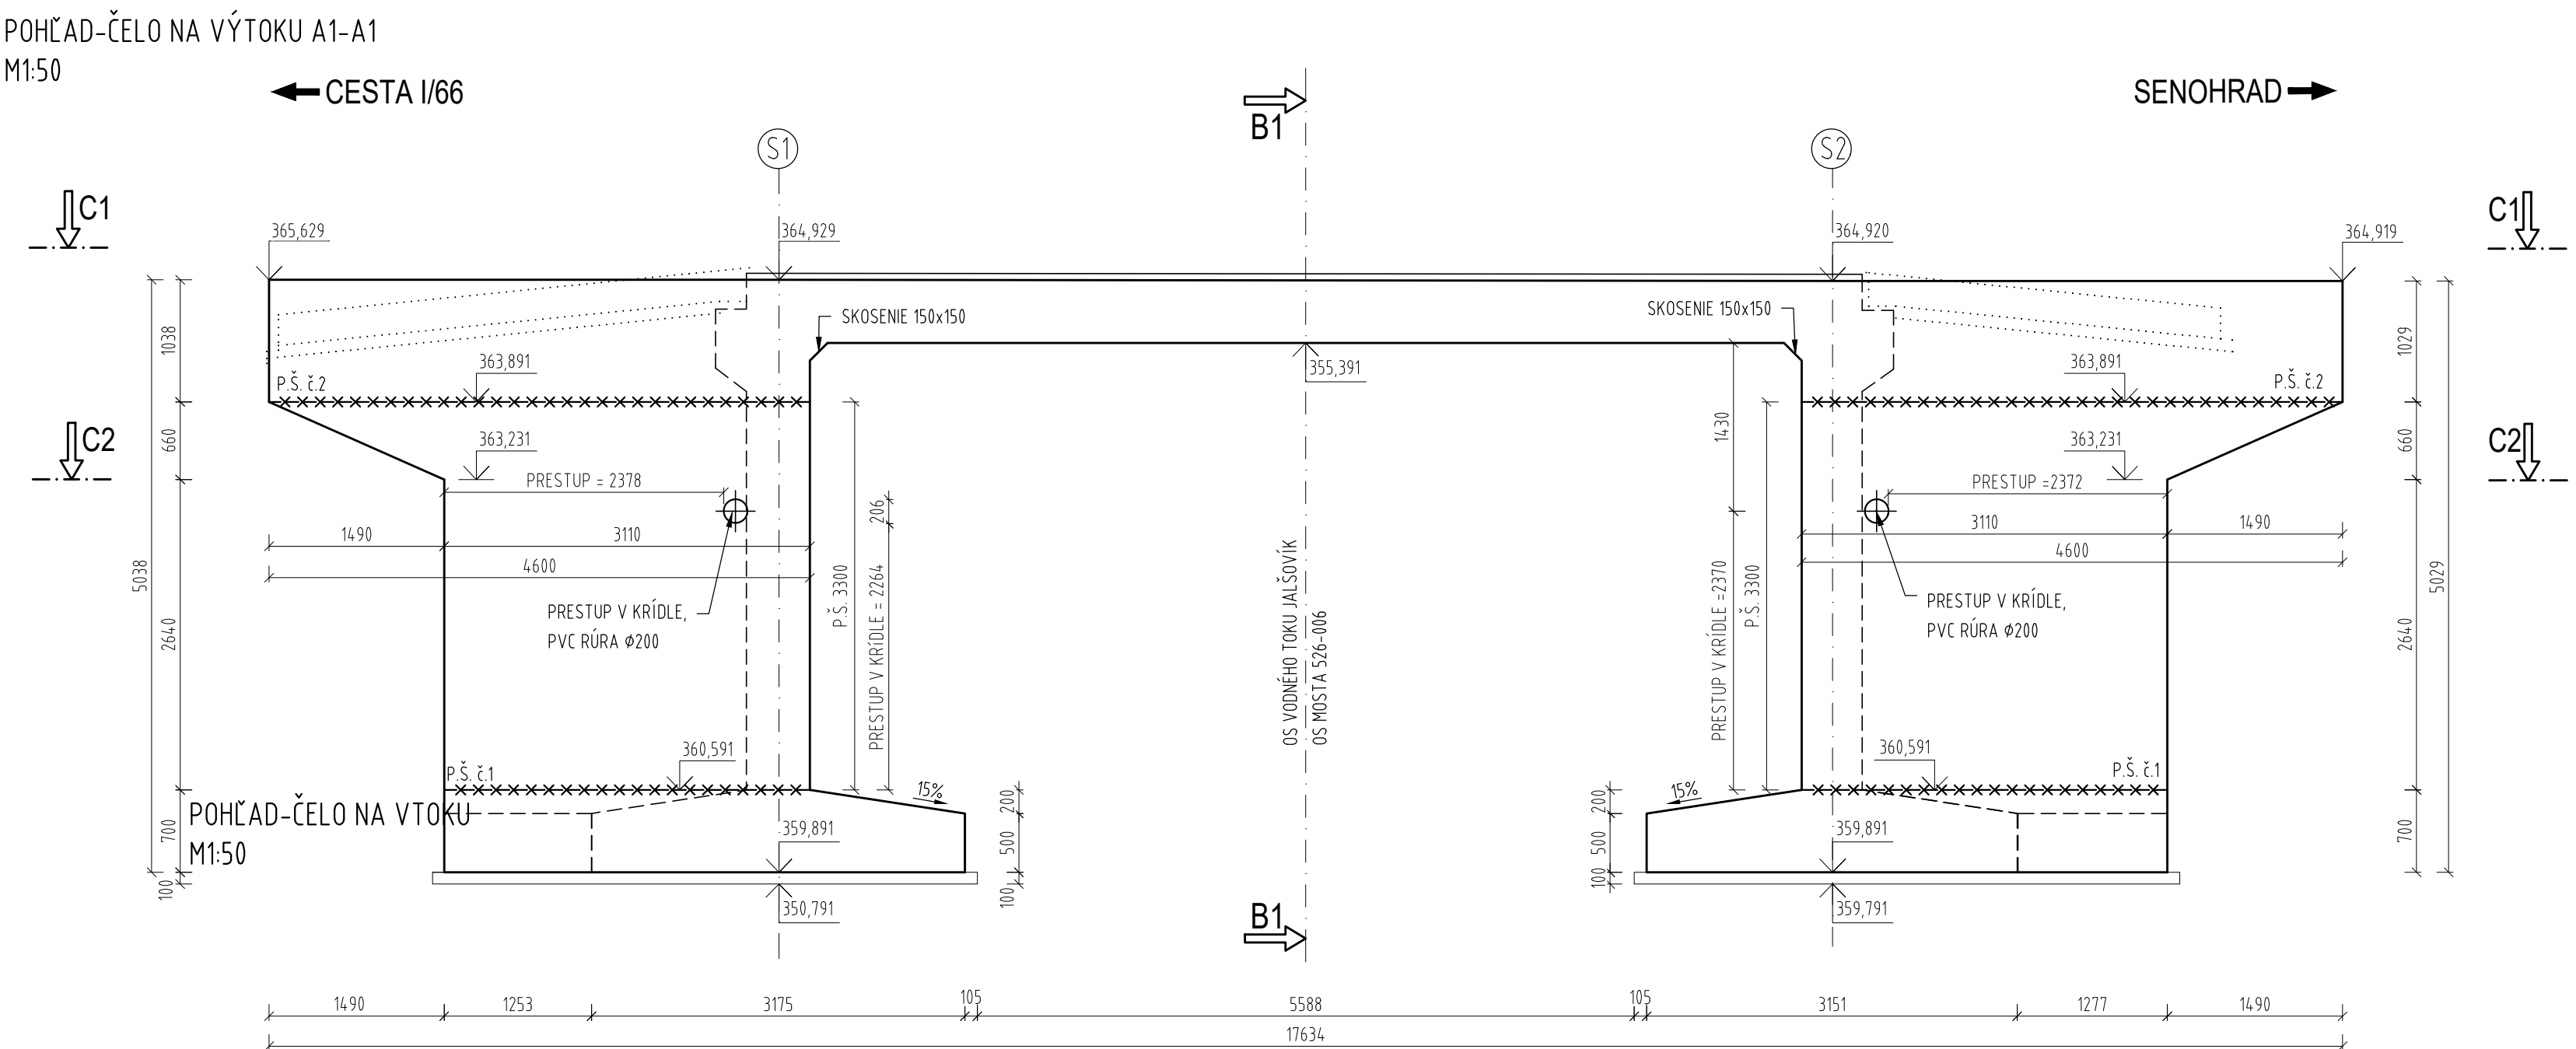 POHĽAD-ČELO NA VÝTOKU A1-A1
M1:50
CESTA I/66
SENOHRAD
B1
S1
S2
C1
C1
365,629
364,929
364,920
364,919
SKOSENIE 150x150
SKOSENIE 150x150
1038
1029
355,391
363,891
363,891
P.Š. č.2
P.Š. č.2
C2
C2
660
660
1430
363,231
363,231
PRESTUP = 2378
PRESTUP =2372
206
1490
3110
3110
1490
4600
4600
5038
5029
2640
2640
P.Š. 3300
PRESTUP V KRÍDLE = 2264
PRESTUP V KRÍDLE =2370
P.Š. 3300
PRESTUP V KRÍDLE,
PVC RÚRA Ø200
PRESTUP V KRÍDLE,
PVC RÚRA Ø200
OS VODNÉHO TOKU JALŠOVÍK
OS MOSTA 526-006
360,591
360,591
P.Š. č.1
P.Š. č.1
15%
15%
POHĽAD-ČELO NA VTOKU
M1:50
200
200
700
700
500
500
359,891
359,891
100
100
100
350,791
359,791
B1
1490
1253
3175
105
5588
105
3151
1277
1490
17634